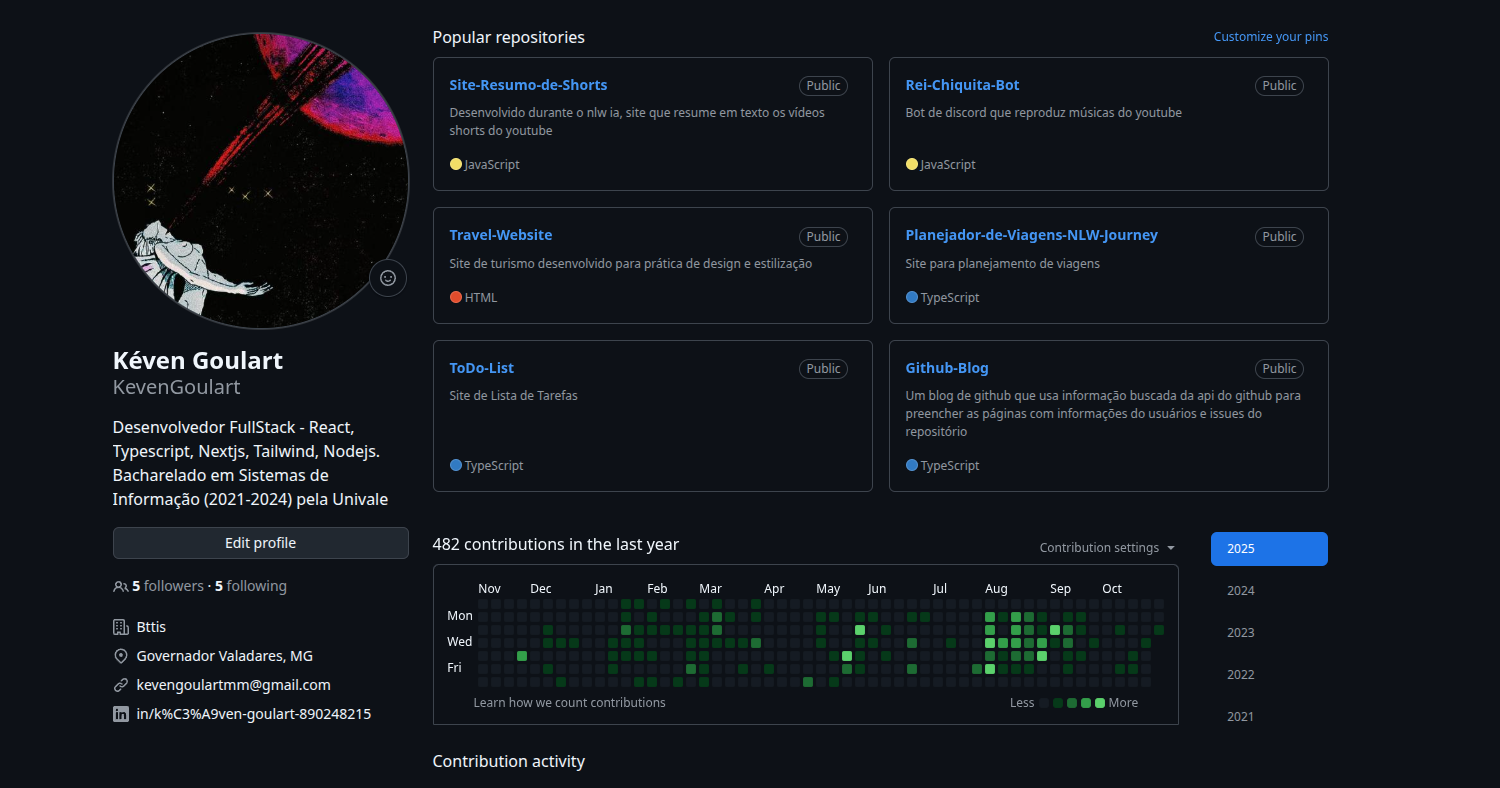 Kéven Goulart
KevenGoulart
Desenvolvedor FullStack - React,
Typescript, Nextjs, Tailwind, Nodejs.
Bacharelado em Sistemas de
Informação (2021-2024) pela Univale
Edit profile
5 followers · 5 following
Bttis
Governador Valadares, MG
kevengoulartmm@gmail.com
in/k%C3%A9ven-goulart-890248215
Popular repositories
Customize your pins
Site-Resumo-de-Shorts
Public
Desenvolvido durante o nlw ia, site que resume em texto os vídeos
shorts do youtube
JavaScript
Rei-Chiquita-Bot
Public
Bot de discord que reproduz músicas do youtube
JavaScript
Travel-Website
Public
Site de turismo desenvolvido para prática de design e estilização
HTML
Planejador-de-Viagens-NLW-Journey
Public
Site para planejamento de viagens
TypeScript
ToDo-List
Public
Site de Lista de Tarefas
TypeScript
Github-Blog
Public
Um blog de github que usa informação buscada da api do github para
preencher as páginas com informações do usuários e issues do
repositório
TypeScript
482 contributions in the last year
Contribution settings
Nov Dec Jan Feb Mar Apr May Jun Jul Aug Sep Oct
Mon
Wed
Fri
Learn how we count contributions
Less More
2025
2024
2023
2022
2021
Contribution activity